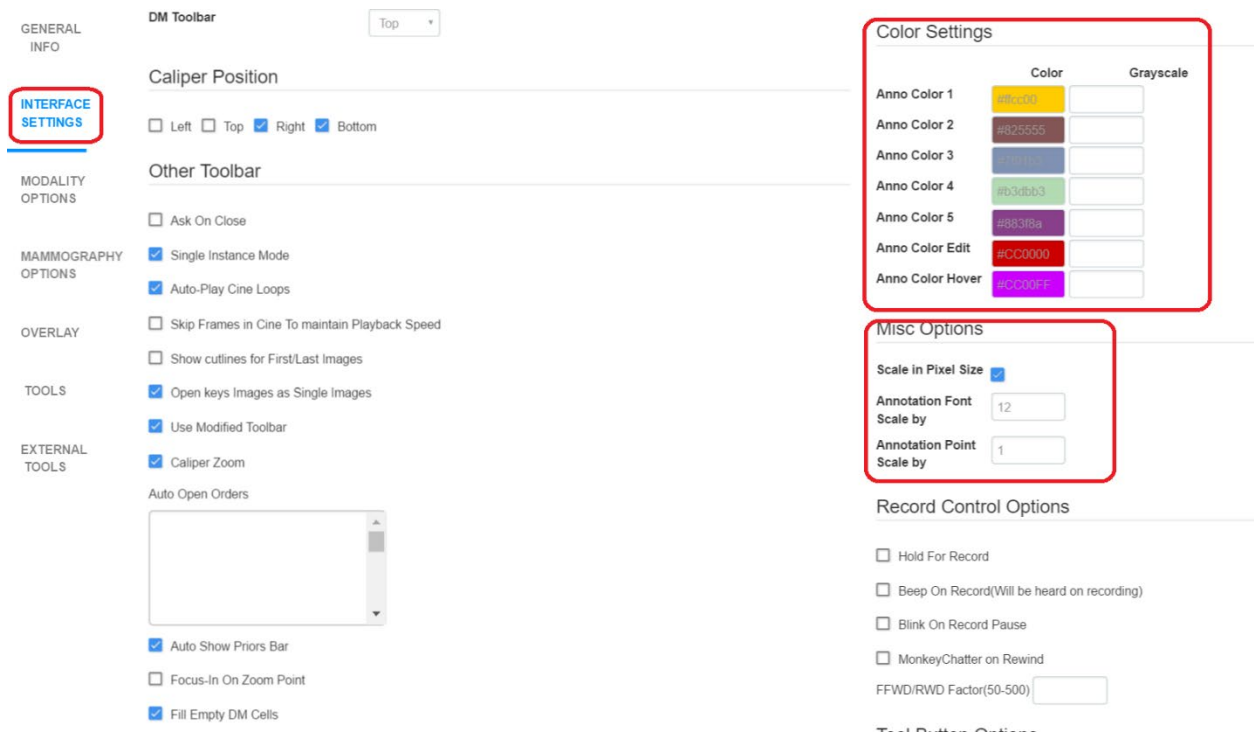 GENERAL
INFO
INTERFACE
SETTINGS
MODALITY
OPTIONS
MAMMOGRAPHY
OPTIONS
OVERLAY
TOOLS
EXTERNAL
TOOLS
DM Toolbar
Top
Caliper Position
Left Top Right Bottom
Other Toolbar
Ask On Close
Single Instance Mode
Auto-Play Cine Loops
Skip Frames in Cine To maintain Playback Speed
Show cutlines for First/Last Images
Open keys Images as Single Images
Use Modified Toolbar
Caliper Zoom
Auto Open Orders
Auto Show Priors Bar
Focus-In On Zoom Point
Fill Empty DM Cells
Color Settings
Color Grayscale
Anno Color 1 #ffcc00
Anno Color 2 #825555
Anno Color 3
Anno Color 4 #b3dbb3
Anno Color 5 #883f8a
Anno Color Edit #CC0000
Anno Color Hover #CC00FF
Misc Options
Scale in Pixel Size
Annotation Font
Scale by
12
Annotation Point
Scale by
1
Record Control Options
Hold For Record
Beep On Record(Will be heard on recording)
Blink On Record Pause
MonkeyChatter on Rewind
FFWD/RWD Factor(50-500)
Tool Button Options